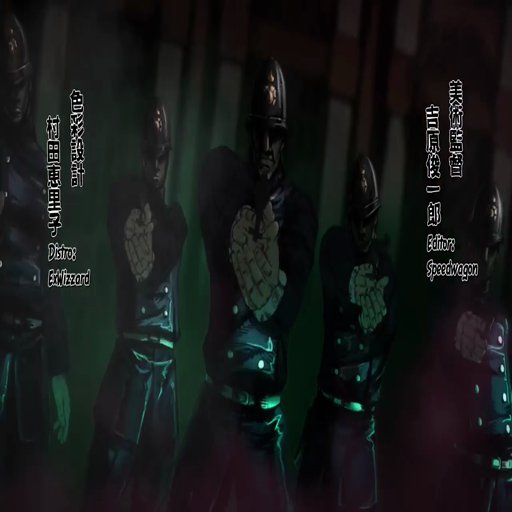 美術監督
吉原俊一郎
Editor:
Speedwagon
色彩設計
村田恵里子
Distro:
ExWizzard